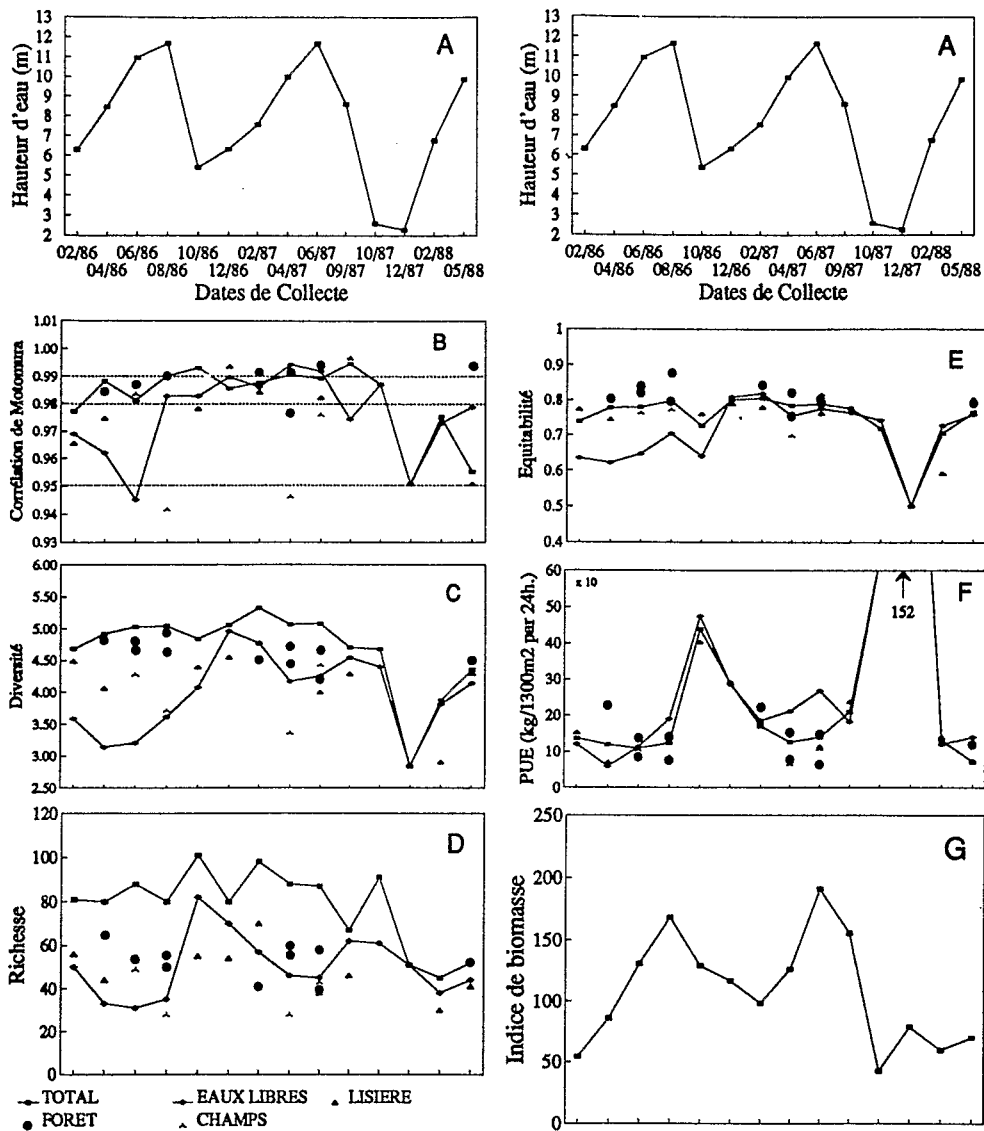 13
12
11
10
9
8
7
6
5
4
3
2
Hauteur d'eau (m)
A
02/86 06/86 10/86 02/87 06/87 10/87 02/88
04/86 08/86 12/86 04/87 09/87 12/87 05/88
Dates de Collecte
13
12
11
10
9
8
7
6
5
4
3
2
Hauteur d'eau (m)
A
02/86 06/86 10/86 02/87 06/87 10/87 02/88
04/86 08/86 12/86 04/87 09/87 12/87 05/88
Dates de Collecte
1.01
1.00
0.99
0.98
0.97
0.96
0.95
0.94
0.93
Corrélation de Motomura
B
1.0
0.9
0.8
0.7
0.6
0.5
0.4
Equitabilité
E
6.00
5.50
5.00
4.50
4.00
3.50
3.00
2.50
Diversité
C
60
50
40
30
20
10
0
PUE (kg/1300m2 par 24h.)
x 10
152
F
120
100
80
60
40
20
0
Richesse
D
250
200
150
100
50
0
Indice de biomasse
G
TOTAL EAUX LIBRES LISIERE
FORET CHAMPS